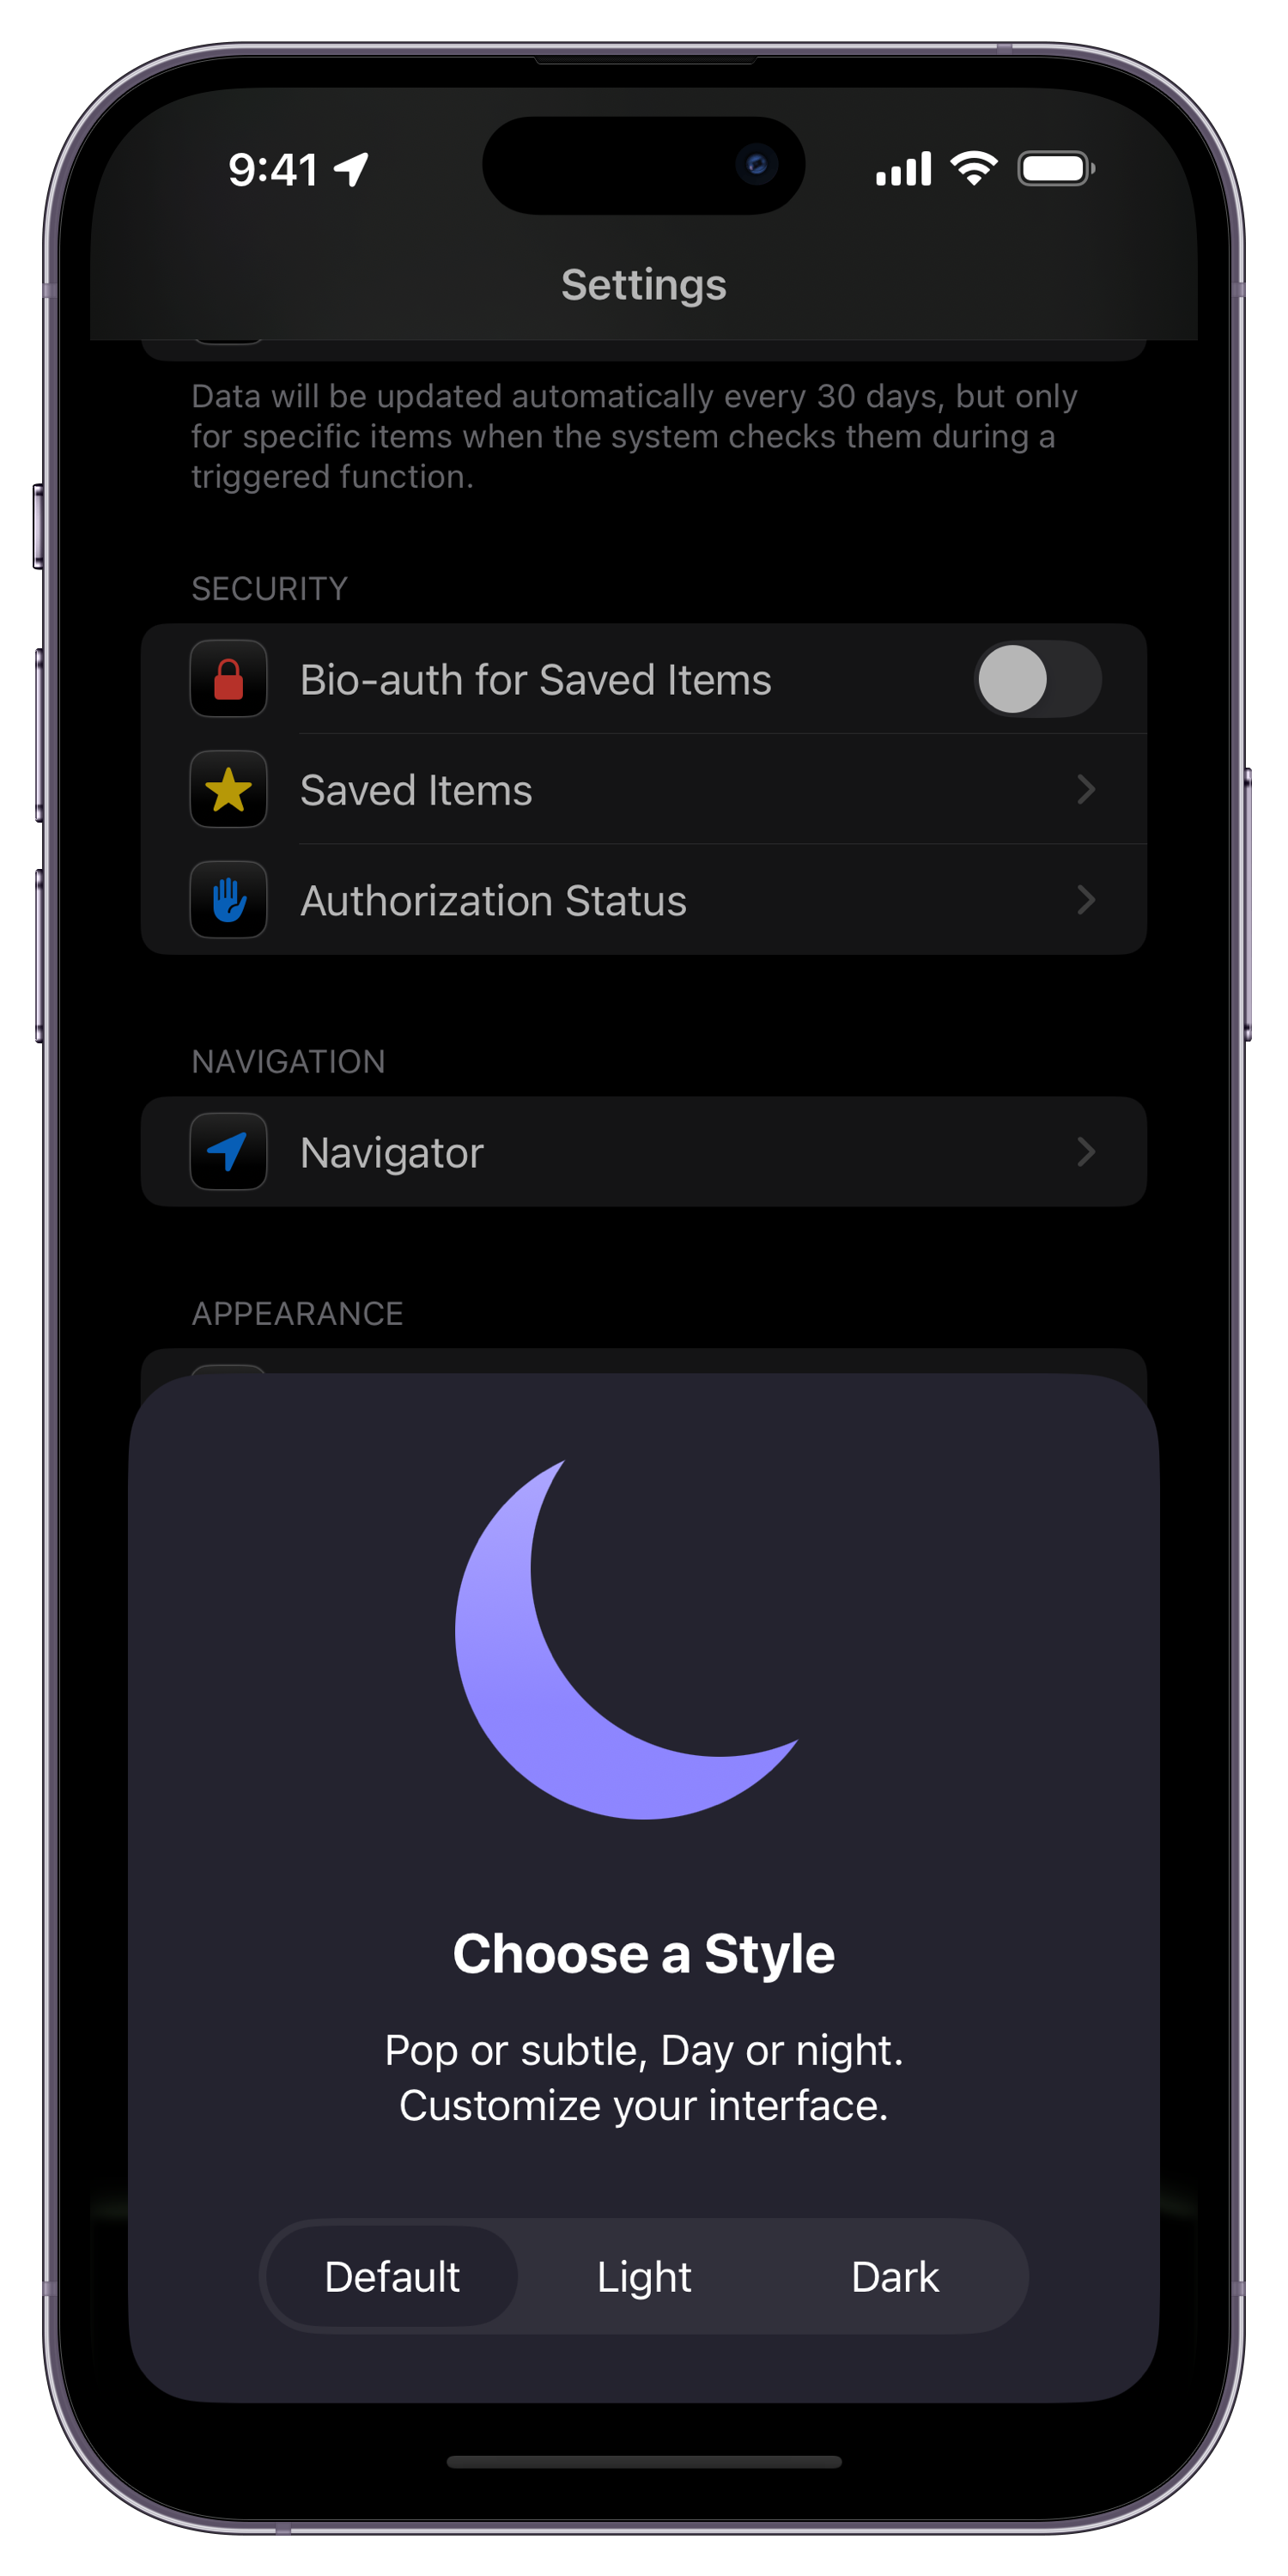 9:41
Settings
Data will be updated automatically every 30 days, but only
for specific items when the system checks them during a
triggered function.
SECURITY
Bio-auth for Saved Items
Saved Items
Authorization Status
NAVIGATION
Navigator
APPEARANCE
Choose a Style
Pop or subtle, Day or night.
Customize your interface.
Default Light Dark